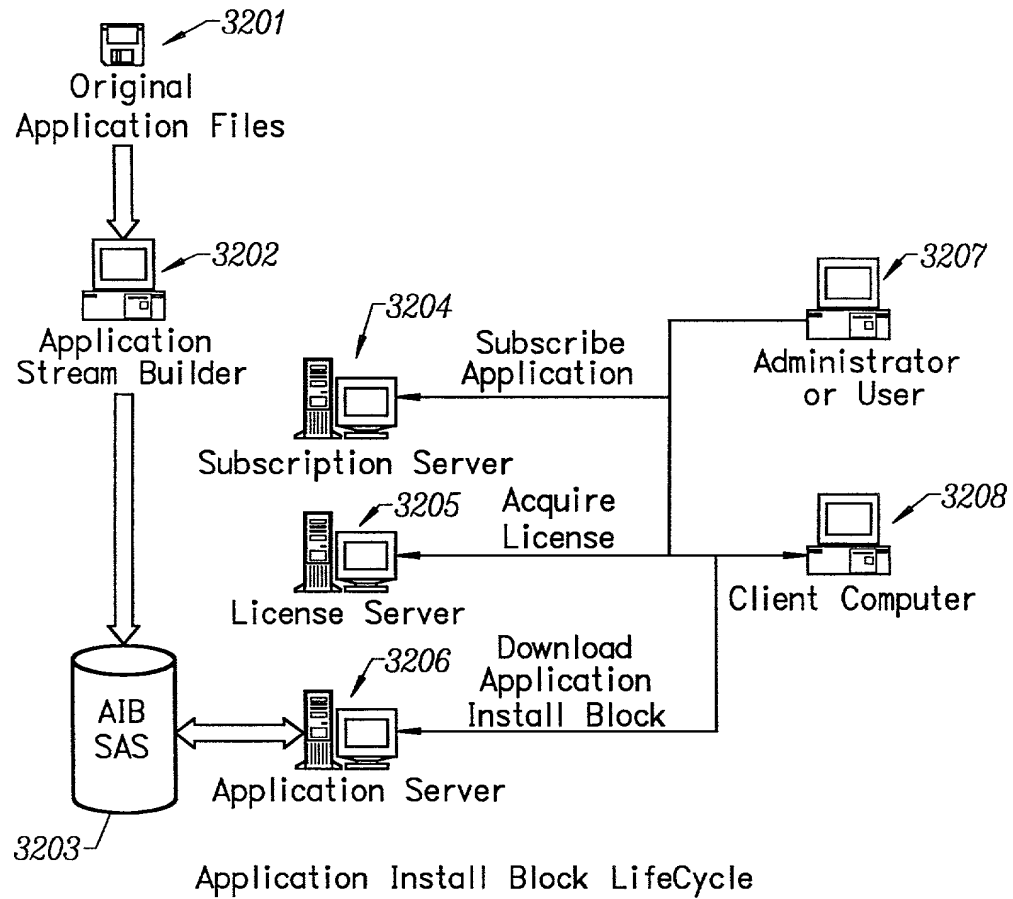 3201
Original
Application Files
3202
Application
Stream Builder
3204
Subscribe
Application
3207
Administrator
or User
Subscription Server
3205
Acquire
License
3208
License Server
Client Computer
3206
Download
Application
Install Block
AIB
SAS
Application Server
3203
Application Install Block LifeCycle